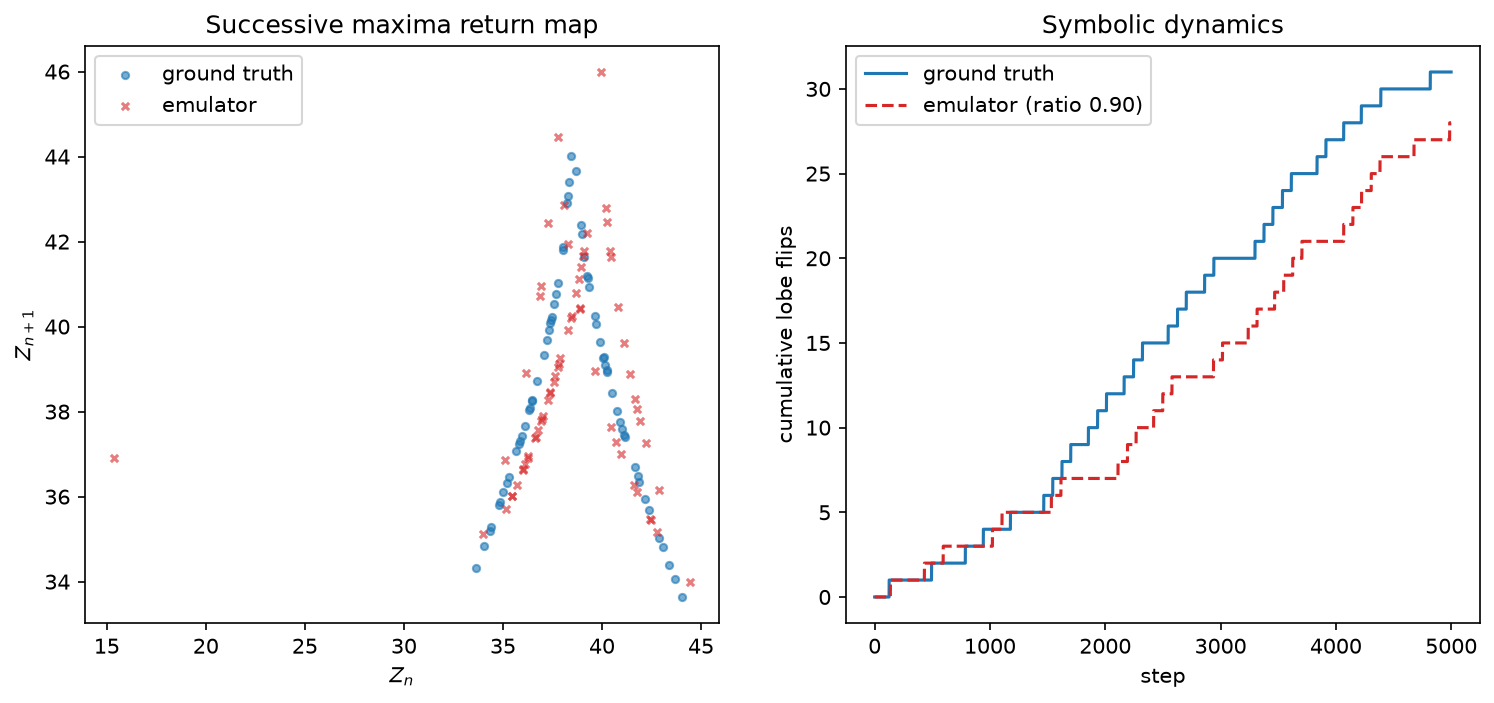 Successive maxima return map
ground truth
emulator
46
44
42
40
38
36
34
Z_{n+1}
15
20
25
30
35
40
45
Z_n
Symbolic dynamics
ground truth
emulator (ratio 0.90)
30
25
20
15
10
5
0
cumulative lobe flips
0
1000
2000
3000
4000
5000
step